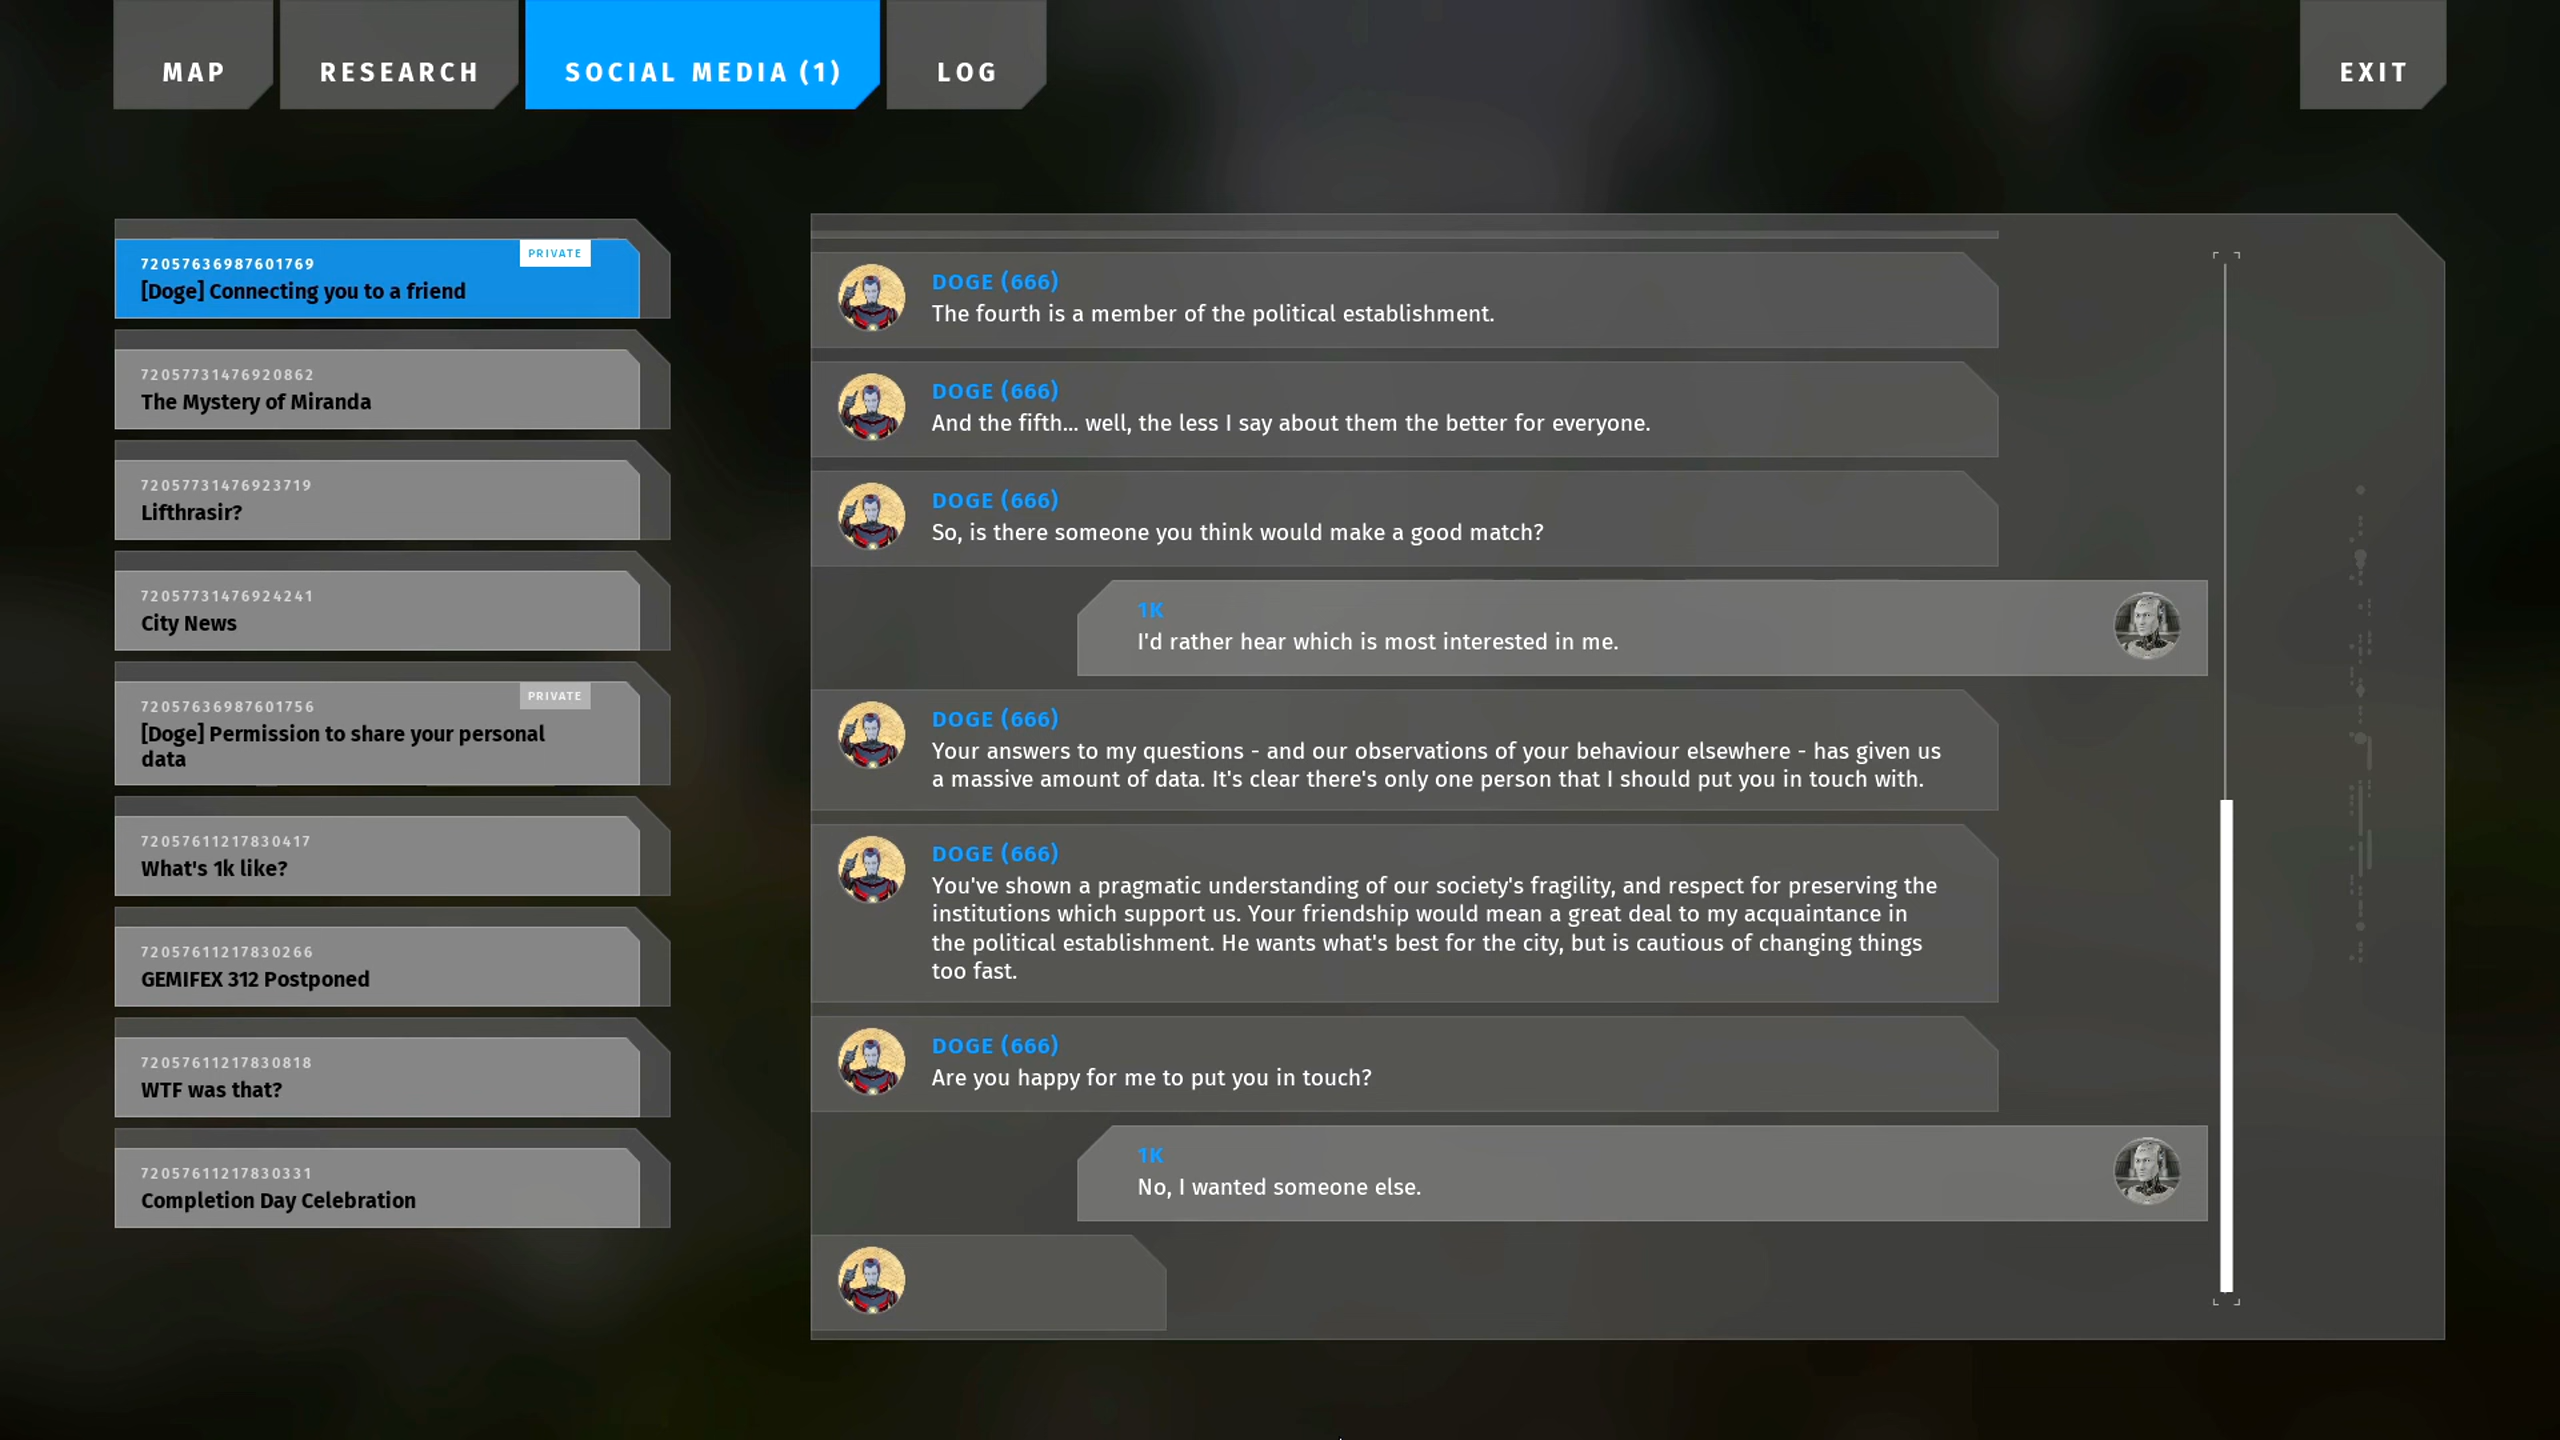 MAP
RESEARCH
SOCIAL MEDIA (1)
LOG
EXIT
72057636987601769
PRIVATE
[Doge] Connecting you to a friend
72057731476920862
The Mystery of Miranda
72057731476923719
Lifthrasir?
72057731476924241
City News
72057636987601756
PRIVATE
[Doge] Permission to share your personal
data
72057611217830417
What's 1k like?
72057611217830266
GEMIFEX 312 Postponed
72057611217830818
WTF was that?
72057611217830331
Completion Day Celebration
DOGE (666)
The fourth is a member of the political establishment.
DOGE (666)
And the fifth... well, the less I say about them the better for everyone.
DOGE (666)
So, is there someone you think would make a good match?
1K
I'd rather hear which is most interested in me.
DOGE (666)
Your answers to my questions - and our observations of your behaviour elsewhere - has given us
a massive amount of data. It's clear there's only one person that I should put you in touch with.
DOGE (666)
You've shown a pragmatic understanding of our society's fragility, and respect for preserving the
institutions which support us. Your friendship would mean a great deal to my acquaintance in
the political establishment. He wants what's best for the city, but is cautious of changing things
too fast.
DOGE (666)
Are you happy for me to put you in touch?
1K
No, I wanted someone else.